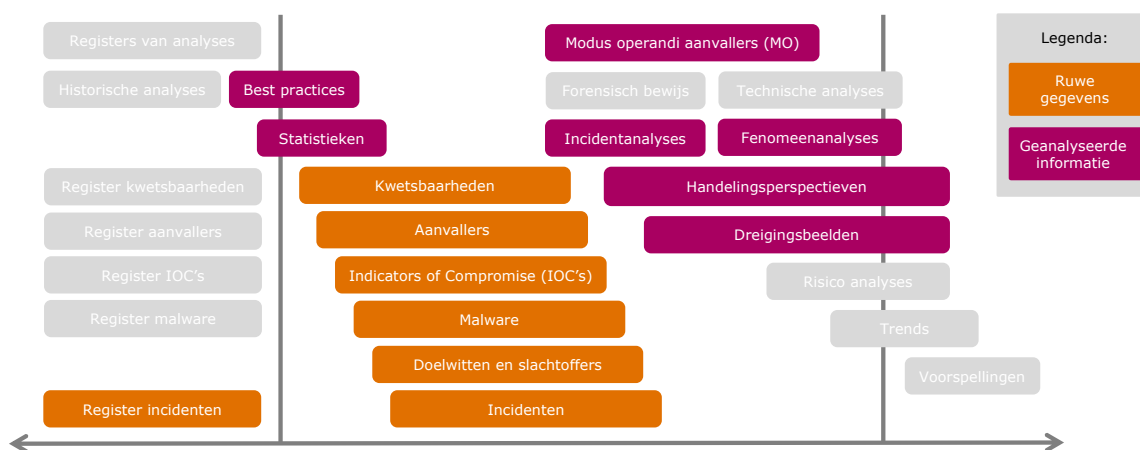 Registers van analyses
Modus operandi aanvallers (MO)
Legenda:
Historische analyses
Best practices
Forensisch bewijs
Technische analyses
Ruwe
gegevens
Statistieken
Incidentanalyses
Fenomeenanalyses
Geanalyseerde
informatie
Register kwetsbaarheden
Kwetsbaarheden
Handelingsperspectieven
Register aanvallers
Aanvallers
Dreigingsbeelden
Register IOC's
Indicators of Compromise (IOC's)
Risico analyses
Register malware
Malware
Trends
Doelwitten en slachtoffers
Voorspellingen
Register incidenten
Incidenten